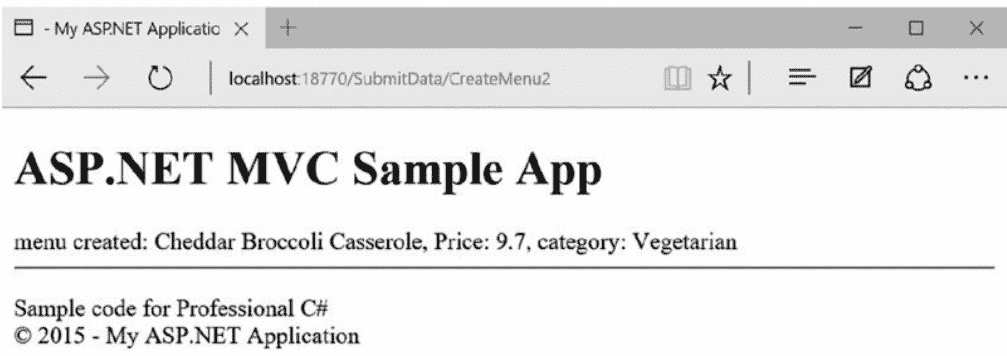 - My ASP.NET Applicatio
localhost:18770/SubmitData/CreateMenu2
ASP.NET MVC Sample App
menu created: Cheddar Broccoli Casserole, Price: 9.7, category: Vegetarian
Sample code for Professional C#
© 2015 - My ASP.NET Application